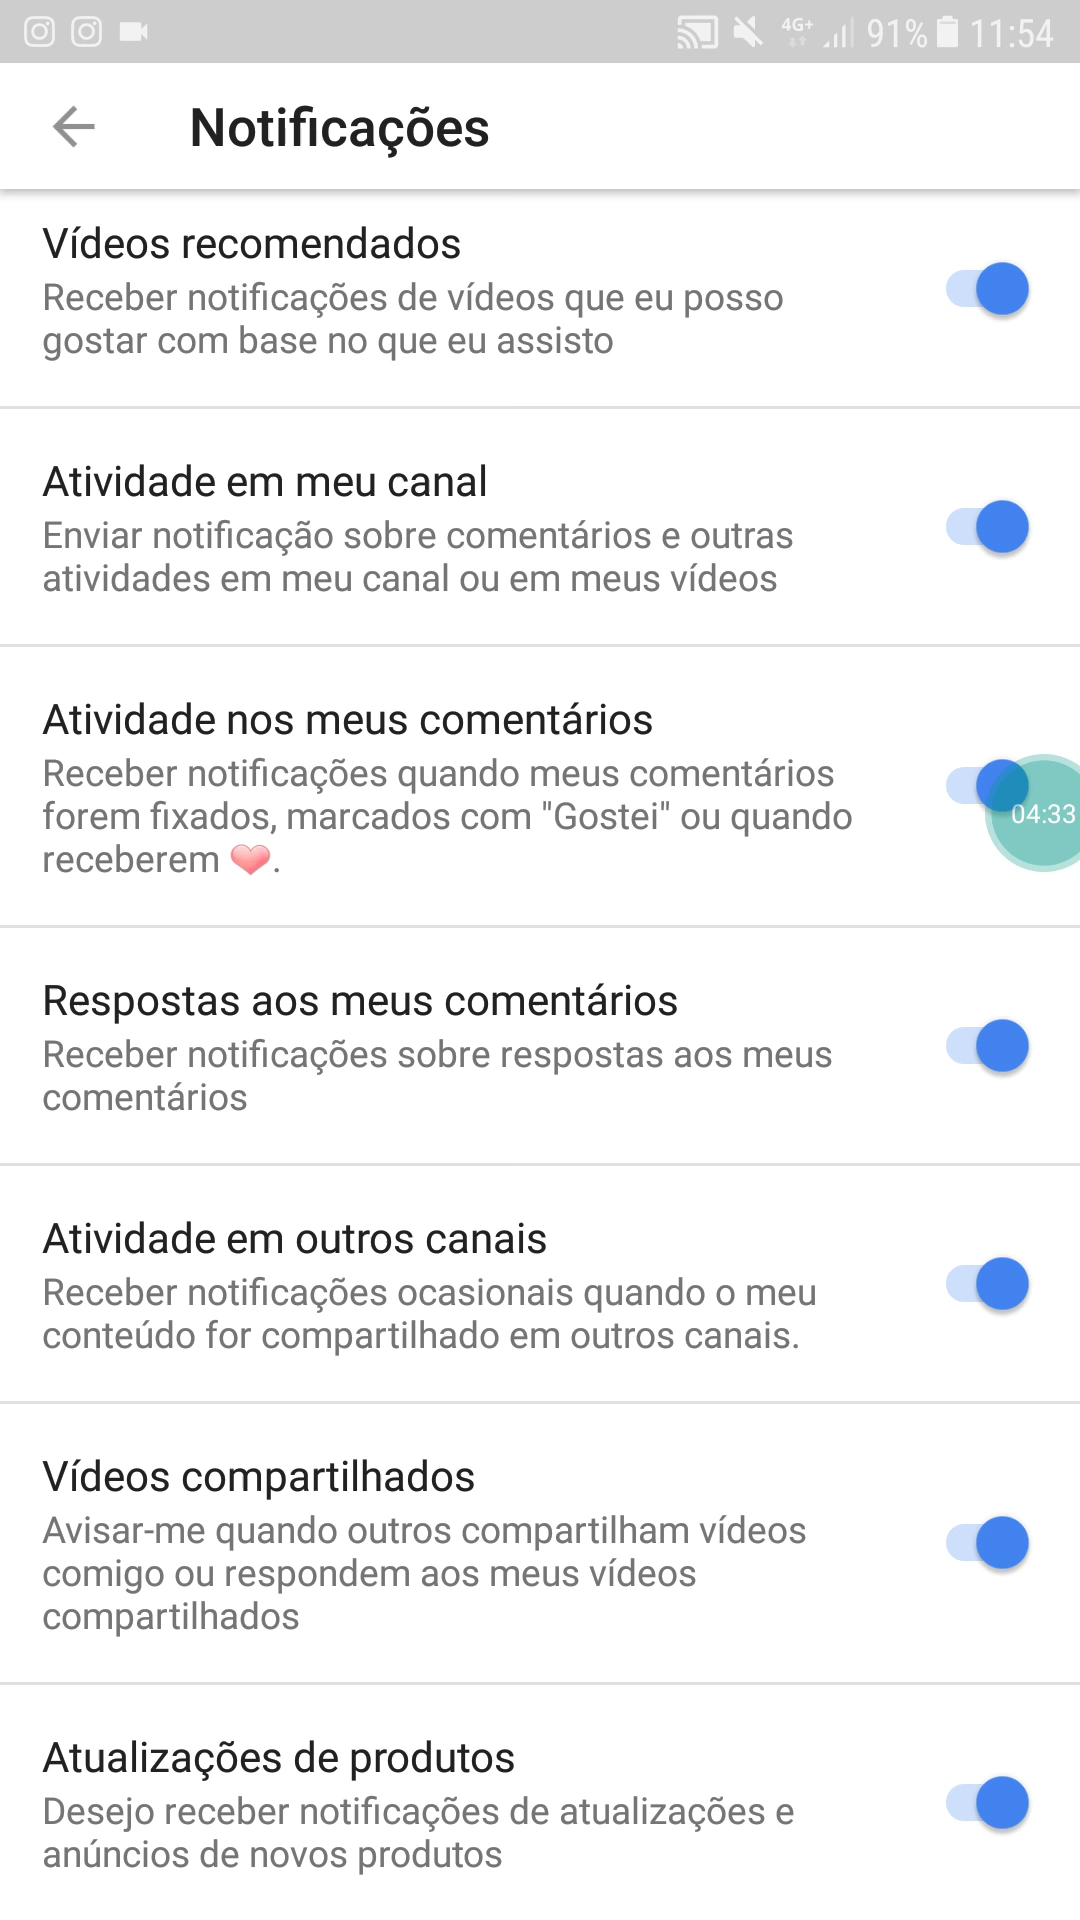 4G+ 91% 11:54
Notificações
Vídeos recomendados
Receber notificações de vídeos que eu posso
gostar com base no que eu assisto
Atividade em meu canal
Enviar notificação sobre comentários e outras
atividades em meu canal ou em meus vídeos
Atividade nos meus comentários
Receber notificações quando meus comentários
forem fixados, marcados com "Gostei" ou quando
receberem ❤.
04:33
Respostas aos meus comentários
Receber notificações sobre respostas aos meus
comentários
Atividade em outros canais
Receber notificações ocasionais quando o meu
conteúdo for compartilhado em outros canais.
Vídeos compartilhados
Avisar-me quando outros compartilham vídeos
comigo ou respondem aos meus vídeos
compartilhados
Atualizações de produtos
Desejo receber notificações de atualizações e
anúncios de novos produtos